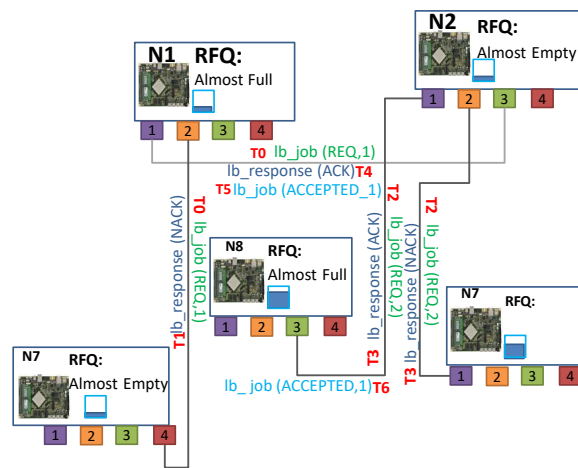 N1 RFQ:
Almost Full
1 2 3 4
N2 RFQ:
Almost Empty
1 2 3 4
T0 lb_job (REQ,1)
lb_response (ACK) T4
T5 lb_job (ACCEPTED_1)
T0
lb_job (REQ,1)
T1 lb_response (NACK)
T2
lb_job (REQ,2)
T3 lb_response (ACK)
T2
lb_job (REQ,2)
T3 lb_response (NACK)
N8 RFQ:
Almost Full
1 2 3 4
lb_ job (ACCEPTED,1) T6
N7 RFQ:
Almost Empty
1 2 3 4
N7 RFQ:
1 2 3 4